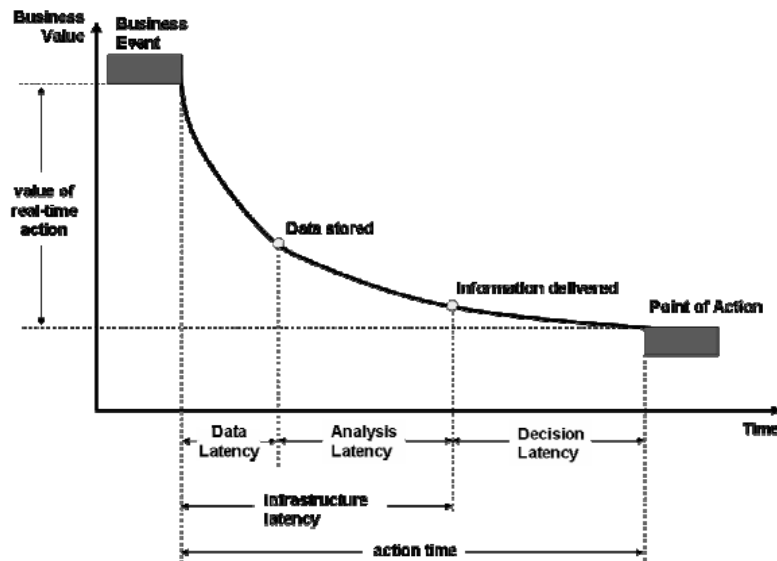 Business
Value
Business
Event
value of
real-time
action
Data stored
Information delivered
Point of Action
Time
Data
Latency
Analysis
Latency
Decision
Latency
Infrastructure
latency
action time